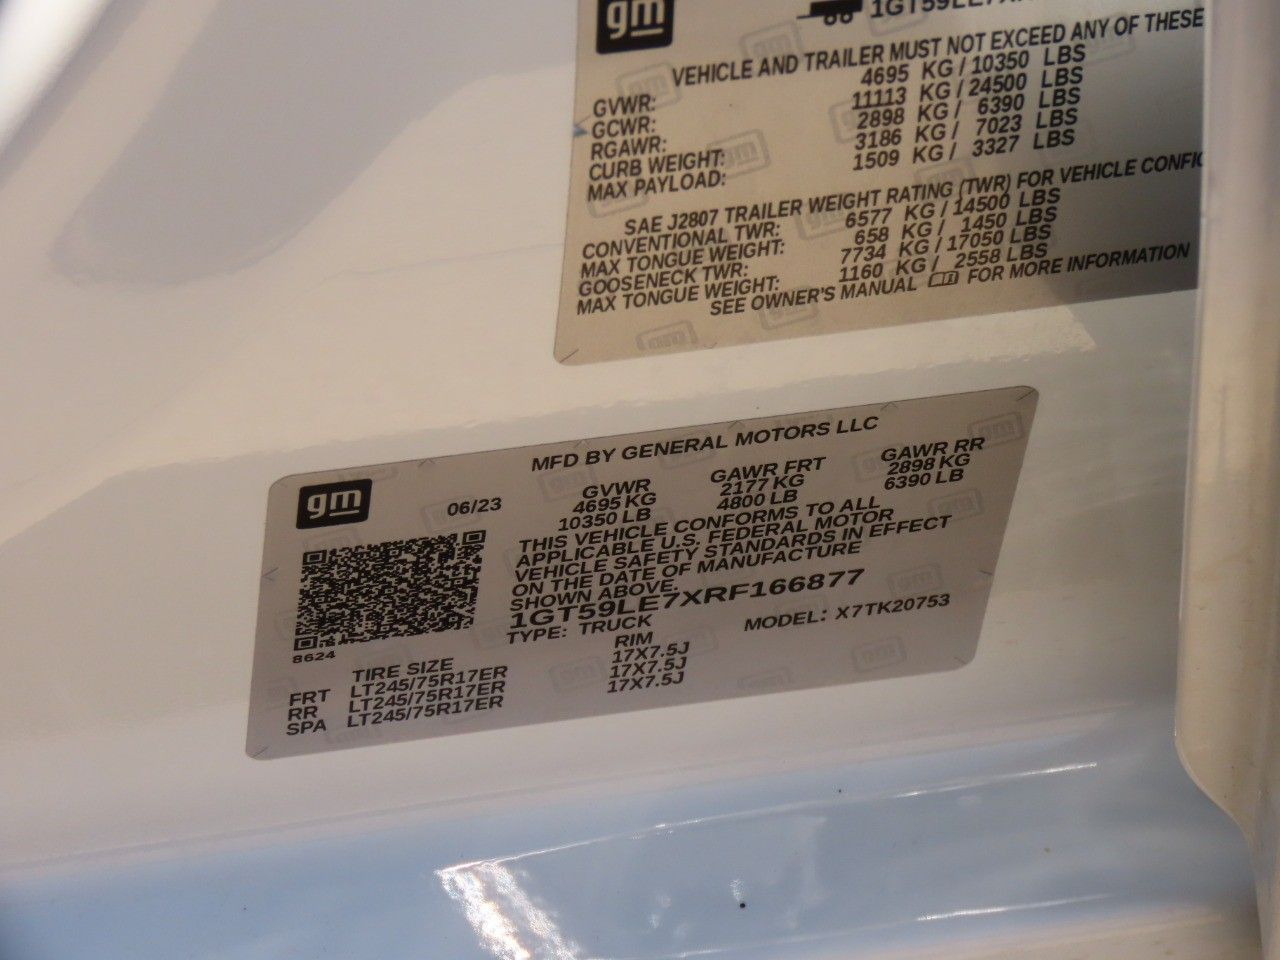 gm
VEHICLE AND TRAILER MUST NOT EXCEED ANY OF THESE
GVWR: 4695 KG / 10350 LBS
GCWR: 11113 KG / 24500 LBS
RGAWR: 2898 KG / 6390 LBS
CURB WEIGHT: 3186 KG / 7023 LBS
MAX PAYLOAD: 1509 KG / 3327 LBS
SAE J2807 TRAILER WEIGHT RATING (TWR) FOR VEHICLE
CONVENTIONAL TWR: 6577 KG / 14500 LBS
MAX TONGUE WEIGHT: 658 KG / 1450 LBS
GOOSENECK TWR: 7734 KG / 17050 LBS
MAX TONGUE WEIGHT: 1160 KG / 2558 LBS
SEE OWNER'S MANUAL FOR MORE INFORMATION
MFD BY GENERAL MOTORS LLC
gm 06/23 GVWR GAWR FRT GAWR RR
4695 KG 2177 KG 2898 KG
10350 LB 4800 LB 6390 LB
THIS VEHICLE CONFORMS TO ALL
APPLICABLE U.S. FEDERAL MOTOR
VEHICLE SAFETY STANDARDS IN EFFECT
ON THE DATE OF MANUFACTURE
SHOWN ABOVE.
1GT59LE7XRF166877
TYPE: TRUCK MODEL: X7TK20753
8624
TIRE SIZE RIM
FRT LT245/75R17ER 17X7.5J
RR LT245/75R17ER 17X7.5J
SPA LT245/75R17ER 17X7.5J